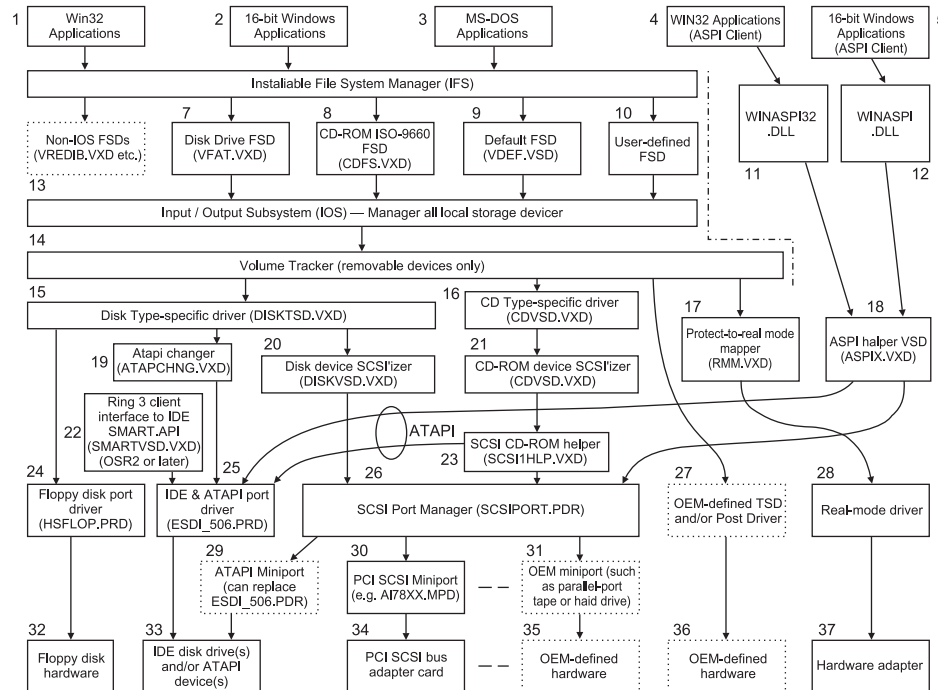 1
Win32
Applications
2
16-bit Windows
Applications
3
MS-DOS
Applications
4
WIN32 Applications
(ASPI Client)
16-bit Windows
Applications
(ASPI Client)
Instaliable File System Manager (IFS)
7
8
9
10
Non-IOS FSDs
(VREDIB.VXD etc.)
Disk Drive FSD
(VFAT.VXD)
CD-ROM ISO-9660
FSD
(CDFS.VXD)
Default FSD
(VDEF.VSD)
User-defined
FSD
WINASPI32
.DLL
WINASPI
.DLL
11
12
13
Input / Output Subsystem (IOS) — Manager all local storage devicer
14
Volume Tracker (removable devices only)
15
Disk Type-specific driver (DISKTSD.VXD)
16
CD Type-specific driver
(CDVSD.VXD)
17
Protect-to-real mode
mapper
(RMM.VXD)
18
ASPI halper VSD
(ASPIX.VXD)
19
Atapi changer
(ATAPCHNG.VXD)
20
Disk device SCSI'izer
(DISKVSD.VXD)
21
CD-ROM device SCSI'izer
(CDVSD.VXD)
22
Ring 3 client
interface to IDE
SMART.API
(SMARTVSD.VXD)
(OSR2 or later)
ATAPI
23
SCSI CD-ROM helper
(SCSI1HLP.VXD)
24
Floppy disk port
driver
(HSFLOP.PRD)
25
IDE & ATAPI port
driver
(ESDI_506.PRD)
26
SCSI Port Manager (SCSIPORT.PDR)
27
OEM-defined TSD
and/or Post Driver
28
Real-mode driver
29
ATAPI Miniport
(can replace
ESDI_506.PDR)
30
PCI SCSI Miniport
(e.g. AI78XX.MPD)
31
OEM miniport (such
as parallel-port
tape or haid drive)
32
Floppy disk
hardware
33
IDE disk drive(s)
and/or ATAPI
device(s)
34
PCI SCSI bus
adapter card
35
OEM-defined
hardware
36
OEM-defined
hardware
37
Hardware adapter